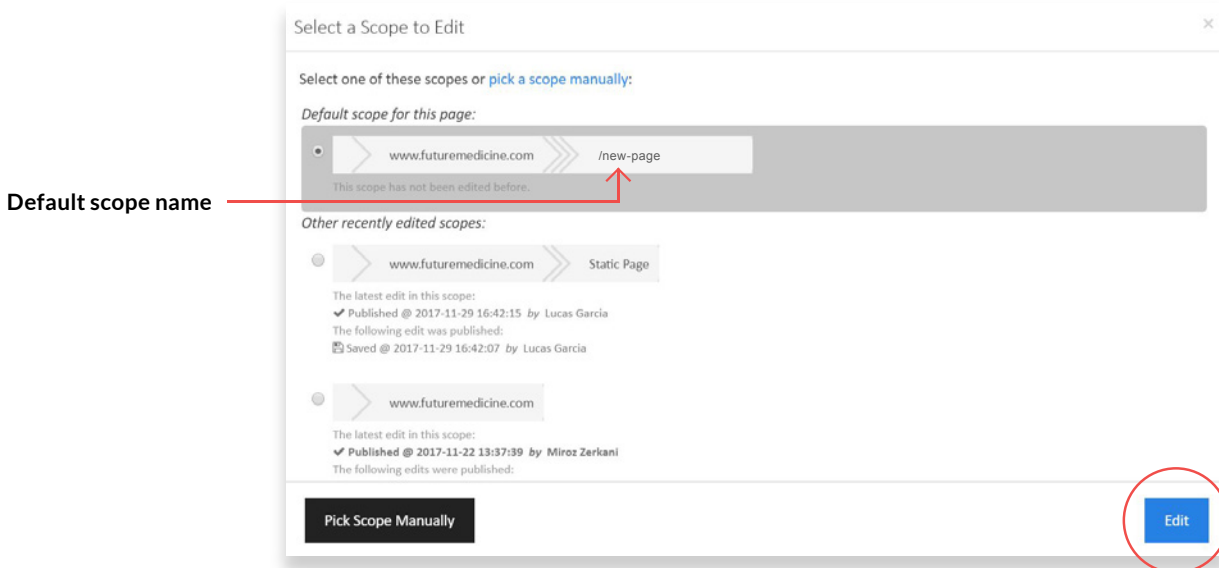 Select a Scope to Edit
×
Select one of these scopes or pick a scope manually:
Default scope for this page:
www.futuremedicine.com /new-page
This scope has not been edited before.
Default scope name
Other recently edited scopes:
www.futuremedicine.com Static Page
The latest edit in this scope:
✔ Published @ 2017-11-29 16:42:15 by Lucas Garcia
The following edit was published:
Saved @ 2017-11-29 16:42:07 by Lucas Garcia
www.futuremedicine.com
The latest edit in this scope:
✔ Published @ 2017-11-22 13:37:39 by Miroz Zerkani
The following edits were published:
Pick Scope Manually
Edit